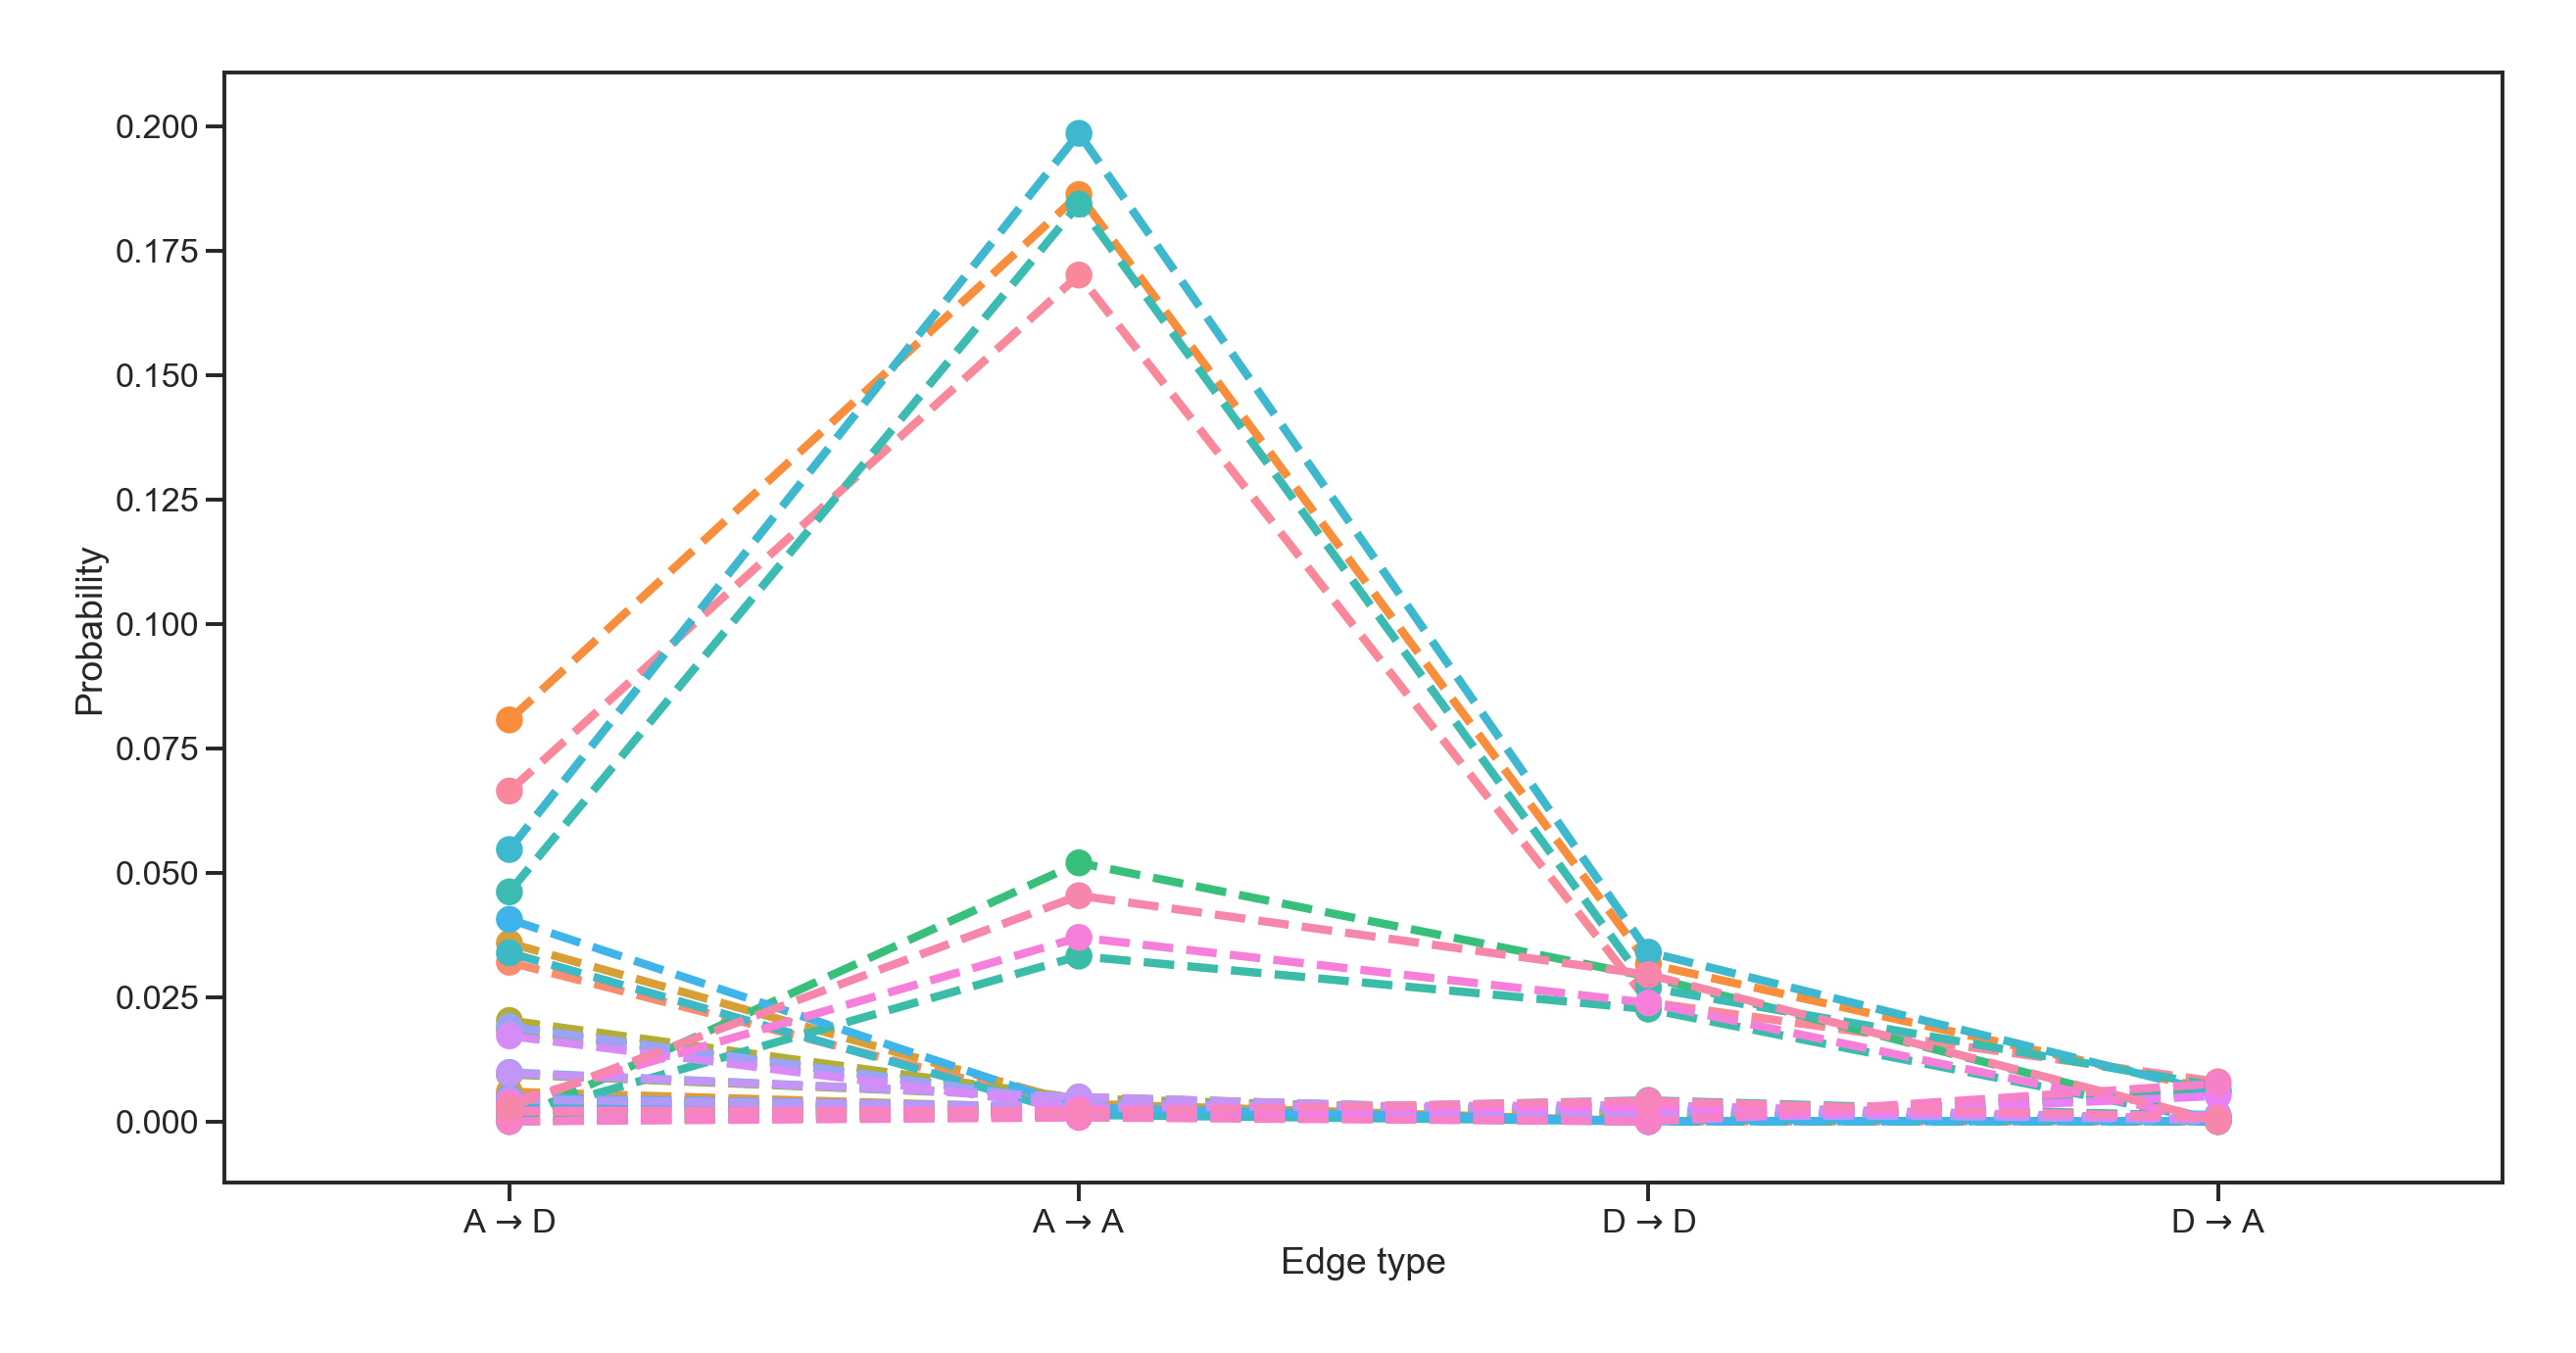 0.200
0.175
0.150
0.125
0.100
0.075
0.050
0.025
0.000
Probability
A → D
A → A
D → D
D → A
Edge type